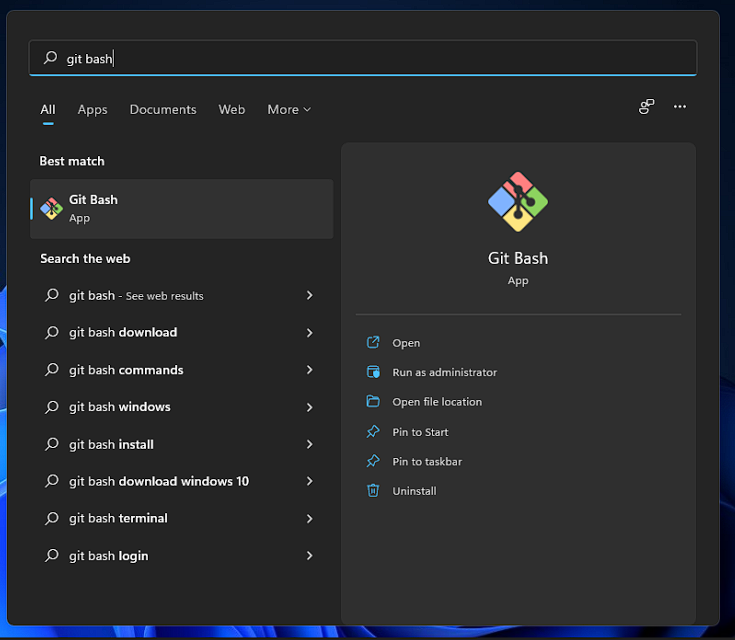 git bash
All Apps Documents Web More
Best match
Git Bash
App
Search the web
git bash - See web results
git bash download
git bash commands
git bash windows
git bash install
git bash download windows 10
git bash terminal
git bash login
Git Bash
App
Open
Run as administrator
Open file location
Pin to Start
Pin to taskbar
Uninstall